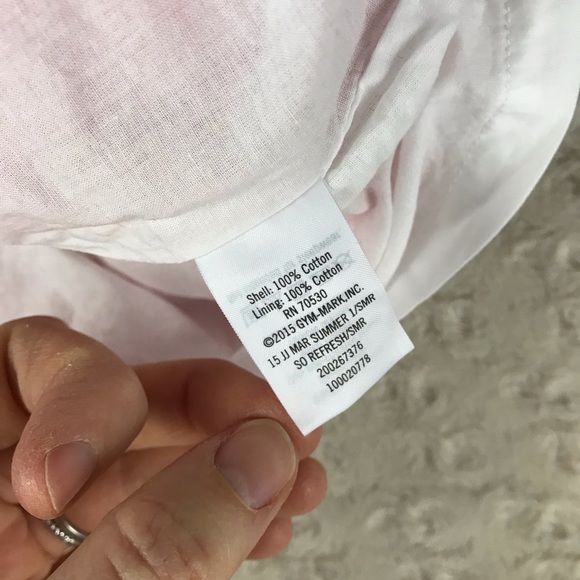 Shell: 100% Cotton
Lining: 100% Cotton
RN 70530
©2015 GYM-MARK,INC.
15 JJ MAR SUMMER 1/SMR
SO REFRESH/SMR
200267376
100020778